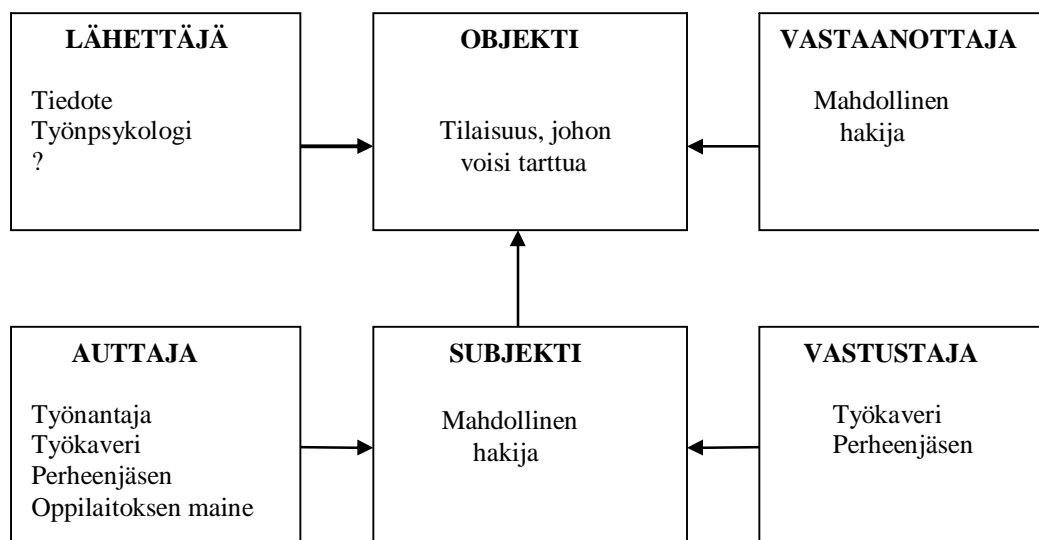 LÄHETTÄJÄ
Tiedote
Työnpsykologi
?
OBJEKTI
Tilaisuus, johon
voisi tarttua
VASTAANOTTAJA
Mahdollinen
hakija
AUTTAJA
Työnantaja
Työkaveri
Perheenjäsen
Oppilaitoksen maine
SUBJEKTI
Mahdollinen
hakija
VASTUSTAJA
Työkaveri
Perheenjäsen